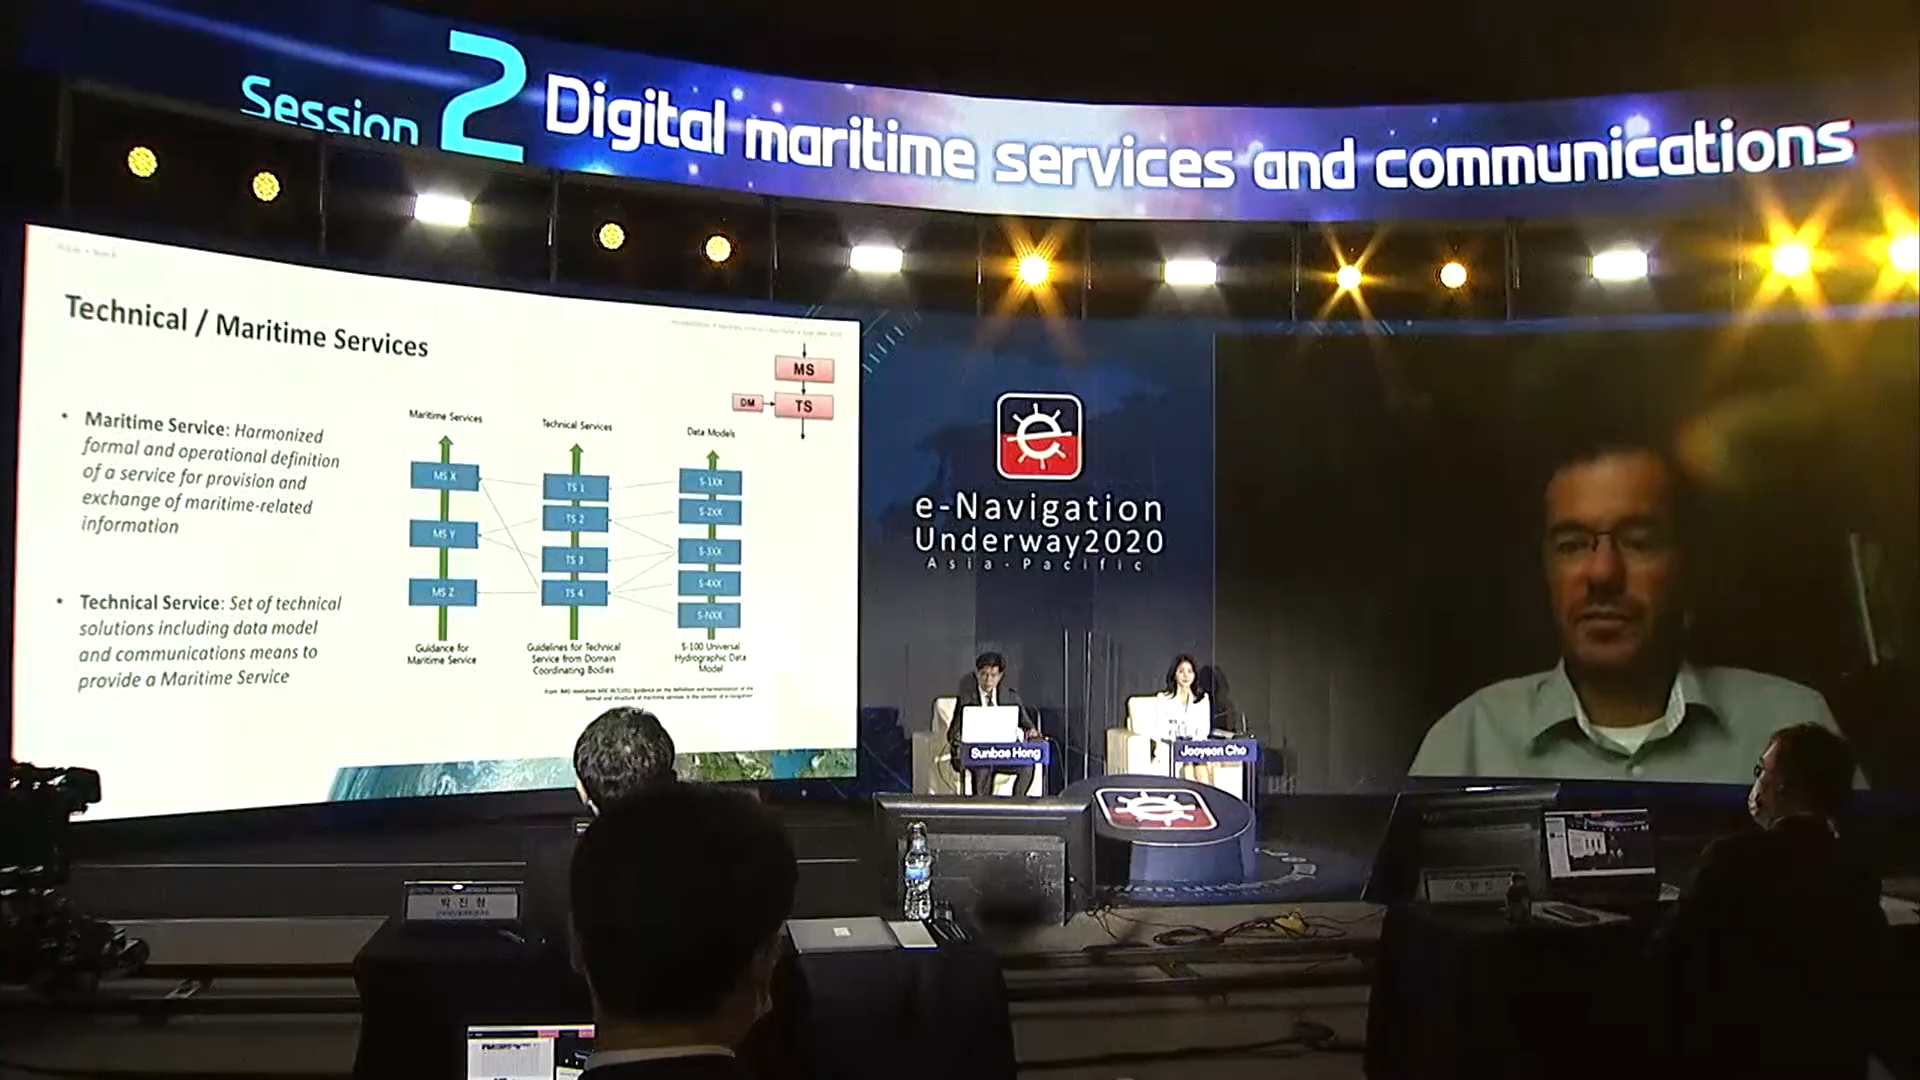 Session 2 Digital maritime services and communications
Technical / Maritime Services
MS
DM
TS
• Maritime Service: Harmonized
formal and operational definition
of a service for provision and
exchange of maritime-related
information
• Technical Service: Set of technical
solutions including data model
and communications means to
provide a Maritime Service
Maritime Services
MS X
MS Y
MS Z
Guidance for
Maritime Service
Technical Services
TS 1
TS 2
TS 3
TS 4
Guidelines for Technical
Service from Domain
Coordinating Bodies
Data Models
S-1XX
S-2XX
S-3XX
S-4XX
S-NXX
S-100 Universal
Hydrographic Data
Model
e-Navigation
Underway2020
Asia-Pacific
Sunbae Hong
Jooyeon Cho
박진형